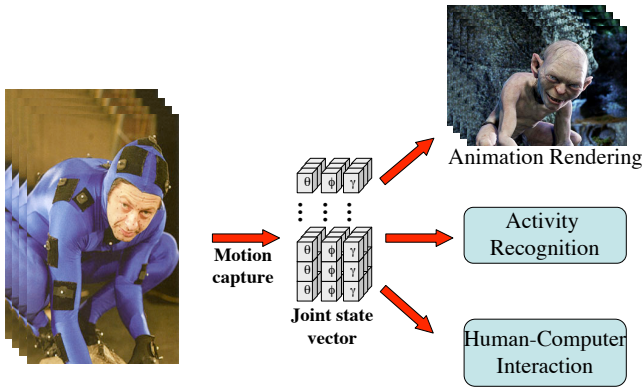 Animation Rendering
θ φ γ
θ φ γ
θ φ γ
θ φ γ
Motion
capture
Joint state
vector
Activity
Recognition
Human-Computer
Interaction